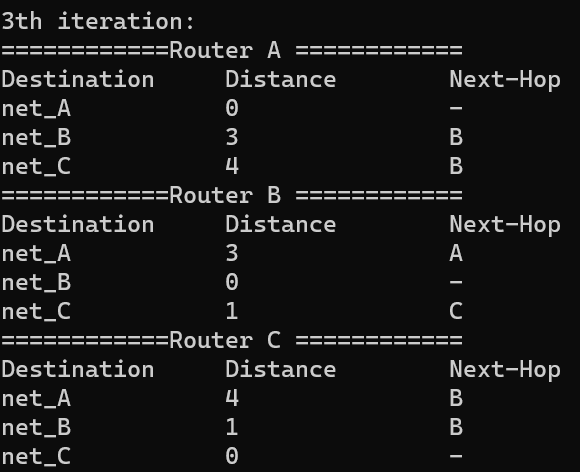 3th iteration:
============Router A ============
Destination Distance Next-Hop
net_A 0 -
net_B 3 B
net_C 4 B
============Router B ============
Destination Distance Next-Hop
net_A 3 A
net_B 0 -
net_C 1 C
============Router C ============
Destination Distance Next-Hop
net_A 4 B
net_B 1 B
net_C 0 -